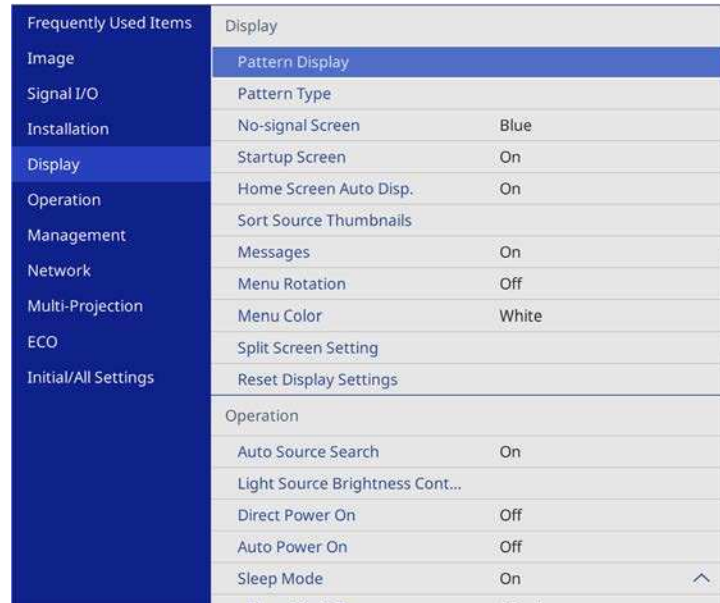 Frequently Used Items
Image
Signal I/O
Installation
Display
Operation
Management
Network
Multi-Projection
ECO
Initial/All Settings
Display
Pattern Display
Pattern Type
No-signal Screen Blue
Startup Screen On
Home Screen Auto Disp. On
Sort Source Thumbnails
Messages On
Menu Rotation Off
Menu Color White
Split Screen Setting
Reset Display Settings
Operation
Auto Source Search On
Light Source Brightness Cont...
Direct Power On Off
Auto Power On Off
Sleep Mode On